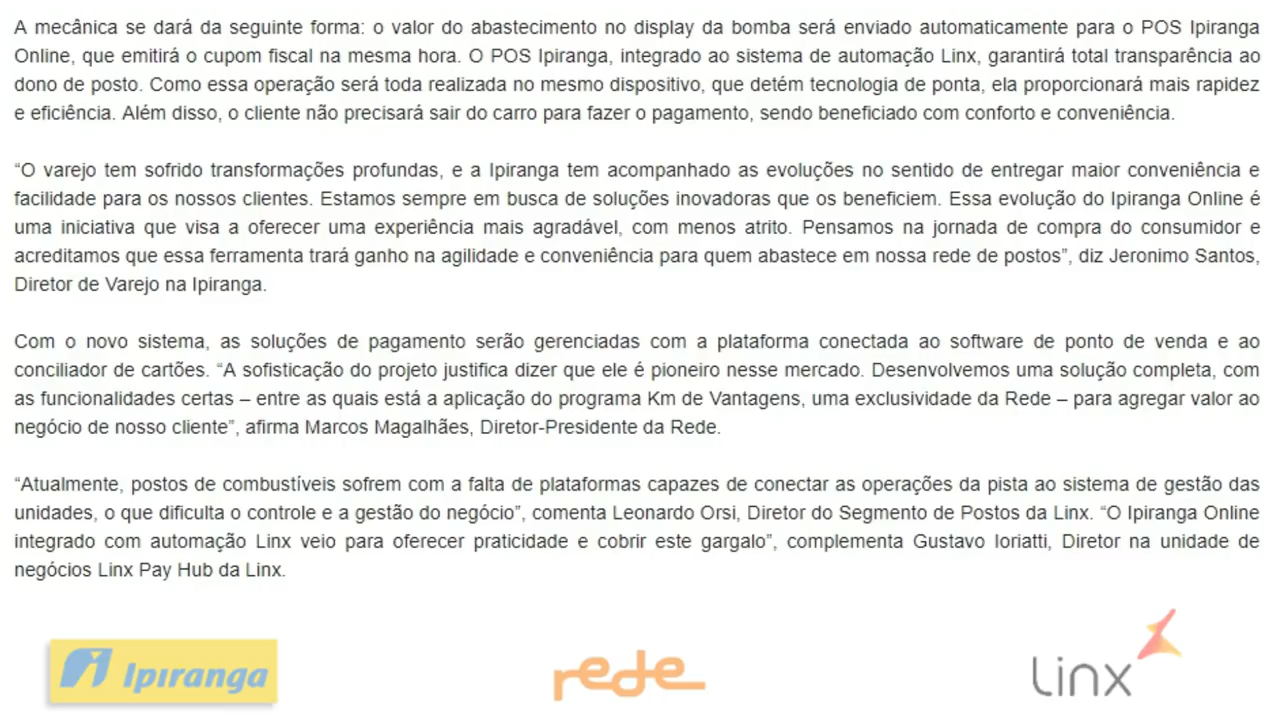 A mecânica se dará da seguinte forma: o valor do abastecimento no display da bomba será enviado automaticamente para o POS Ipiranga
Online, que emitirá o cupom fiscal na mesma hora. O POS Ipiranga, integrado ao sistema de automação Linx, garantirá total transparência ao
dono de posto. Como essa operação será toda realizada no mesmo dispositivo, que detém tecnologia de ponta, ela proporcionará mais rapidez
e eficiência. Além disso, o cliente não precisará sair do carro para fazer o pagamento, sendo beneficiado com conforto e conveniência.
“O varejo tem sofrido transformações profundas, e a Ipiranga tem acompanhado as evoluções no sentido de entregar maior conveniência e
facilidade para os nossos clientes. Estamos sempre em busca de soluções inovadoras que os beneficiem. Essa evolução do Ipiranga Online é
uma iniciativa que visa a oferecer uma experiência mais agradável, com menos atrito. Pensamos na jornada de compra do consumidor e
acreditamos que essa ferramenta trará ganho na agilidade e conveniência para quem abastece em nossa rede de postos”, diz Jeronimo Santos,
Diretor de Varejo na Ipiranga.
Com o novo sistema, as soluções de pagamento serão gerenciadas com a plataforma conectada ao software de ponto de venda e ao
conciliador de cartões. “A sofisticação do projeto justifica dizer que ele é pioneiro nesse mercado. Desenvolvemos uma solução completa, com
as funcionalidades certas – entre as quais está a aplicação do programa Km de Vantagens, uma exclusividade da Rede – para agregar valor ao
negócio de nosso cliente”, afirma Marcos Magalhães, Diretor-Presidente da Rede.
“Atualmente, postos de combustíveis sofrem com a falta de plataformas capazes de conectar as operações da pista ao sistema de gestão das
unidades, o que dificulta o controle e a gestão do negócio”, comenta Leonardo Orsi, Diretor do Segmento de Postos da Linx. “O Ipiranga Online
integrado com automação Linx veio para oferecer praticidade e cobrir este gargalo”, complementa Gustavo Ioriatti, Diretor na unidade de
negócios Linx Pay Hub da Linx.
Ipiranga
rede
Linx